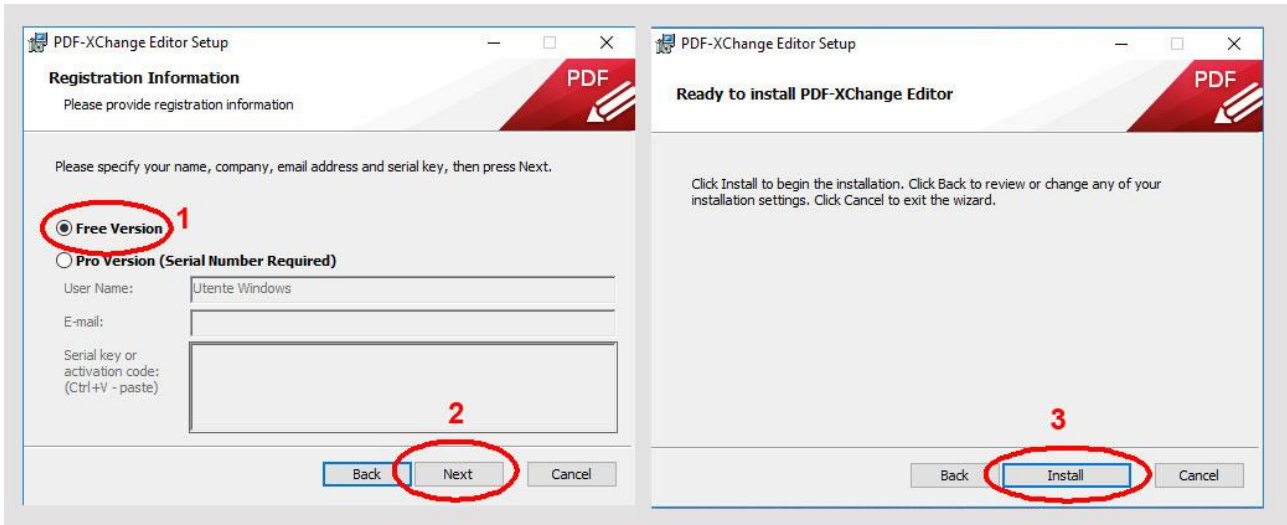 PDF-XChange Editor Setup
Registration Information
Please provide registration information
PDF
Please specify your name, company, email address and serial key, then press Next.
Free Version
1
Pro Version (Serial Number Required)
User Name:
Utente Windows
E-mail:
Serial key or
activation code:
(Ctrl+V - paste)
2
Back
Next
Cancel
PDF-XChange Editor Setup
Ready to install PDF-XChange Editor
PDF
Click Install to begin the installation. Click Back to review or change any of your
installation settings. Click Cancel to exit the wizard.
3
Back
Install
Cancel